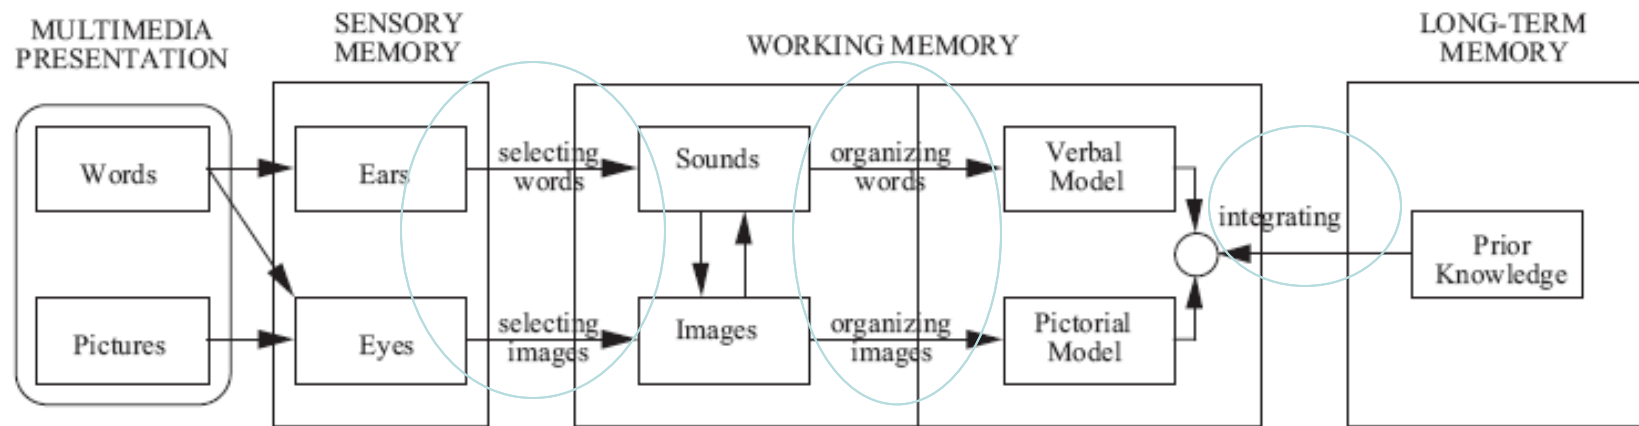 MULTIMEDIA
PRESENTATION
SENSORY
MEMORY
WORKING MEMORY
LONG-TERM
MEMORY
Words
Pictures
Ears
Eyes
selecting
words
selecting
images
Sounds
Images
organizing
words
organizing
images
Verbal
Model
Pictorial
Model
integrating
Prior
Knowledge